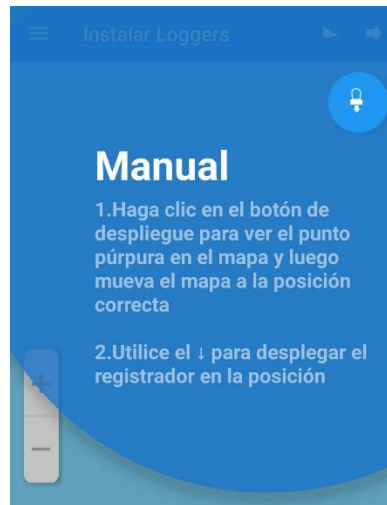 Instalar Loggers
Manual
1.Haga clic en el botón de
despliegue para ver el punto
púrpura en el mapa y luego
mueva el mapa a la posición
correcta
2.Utilice el ↓ para desplegar el
registrador en la posición
+
−